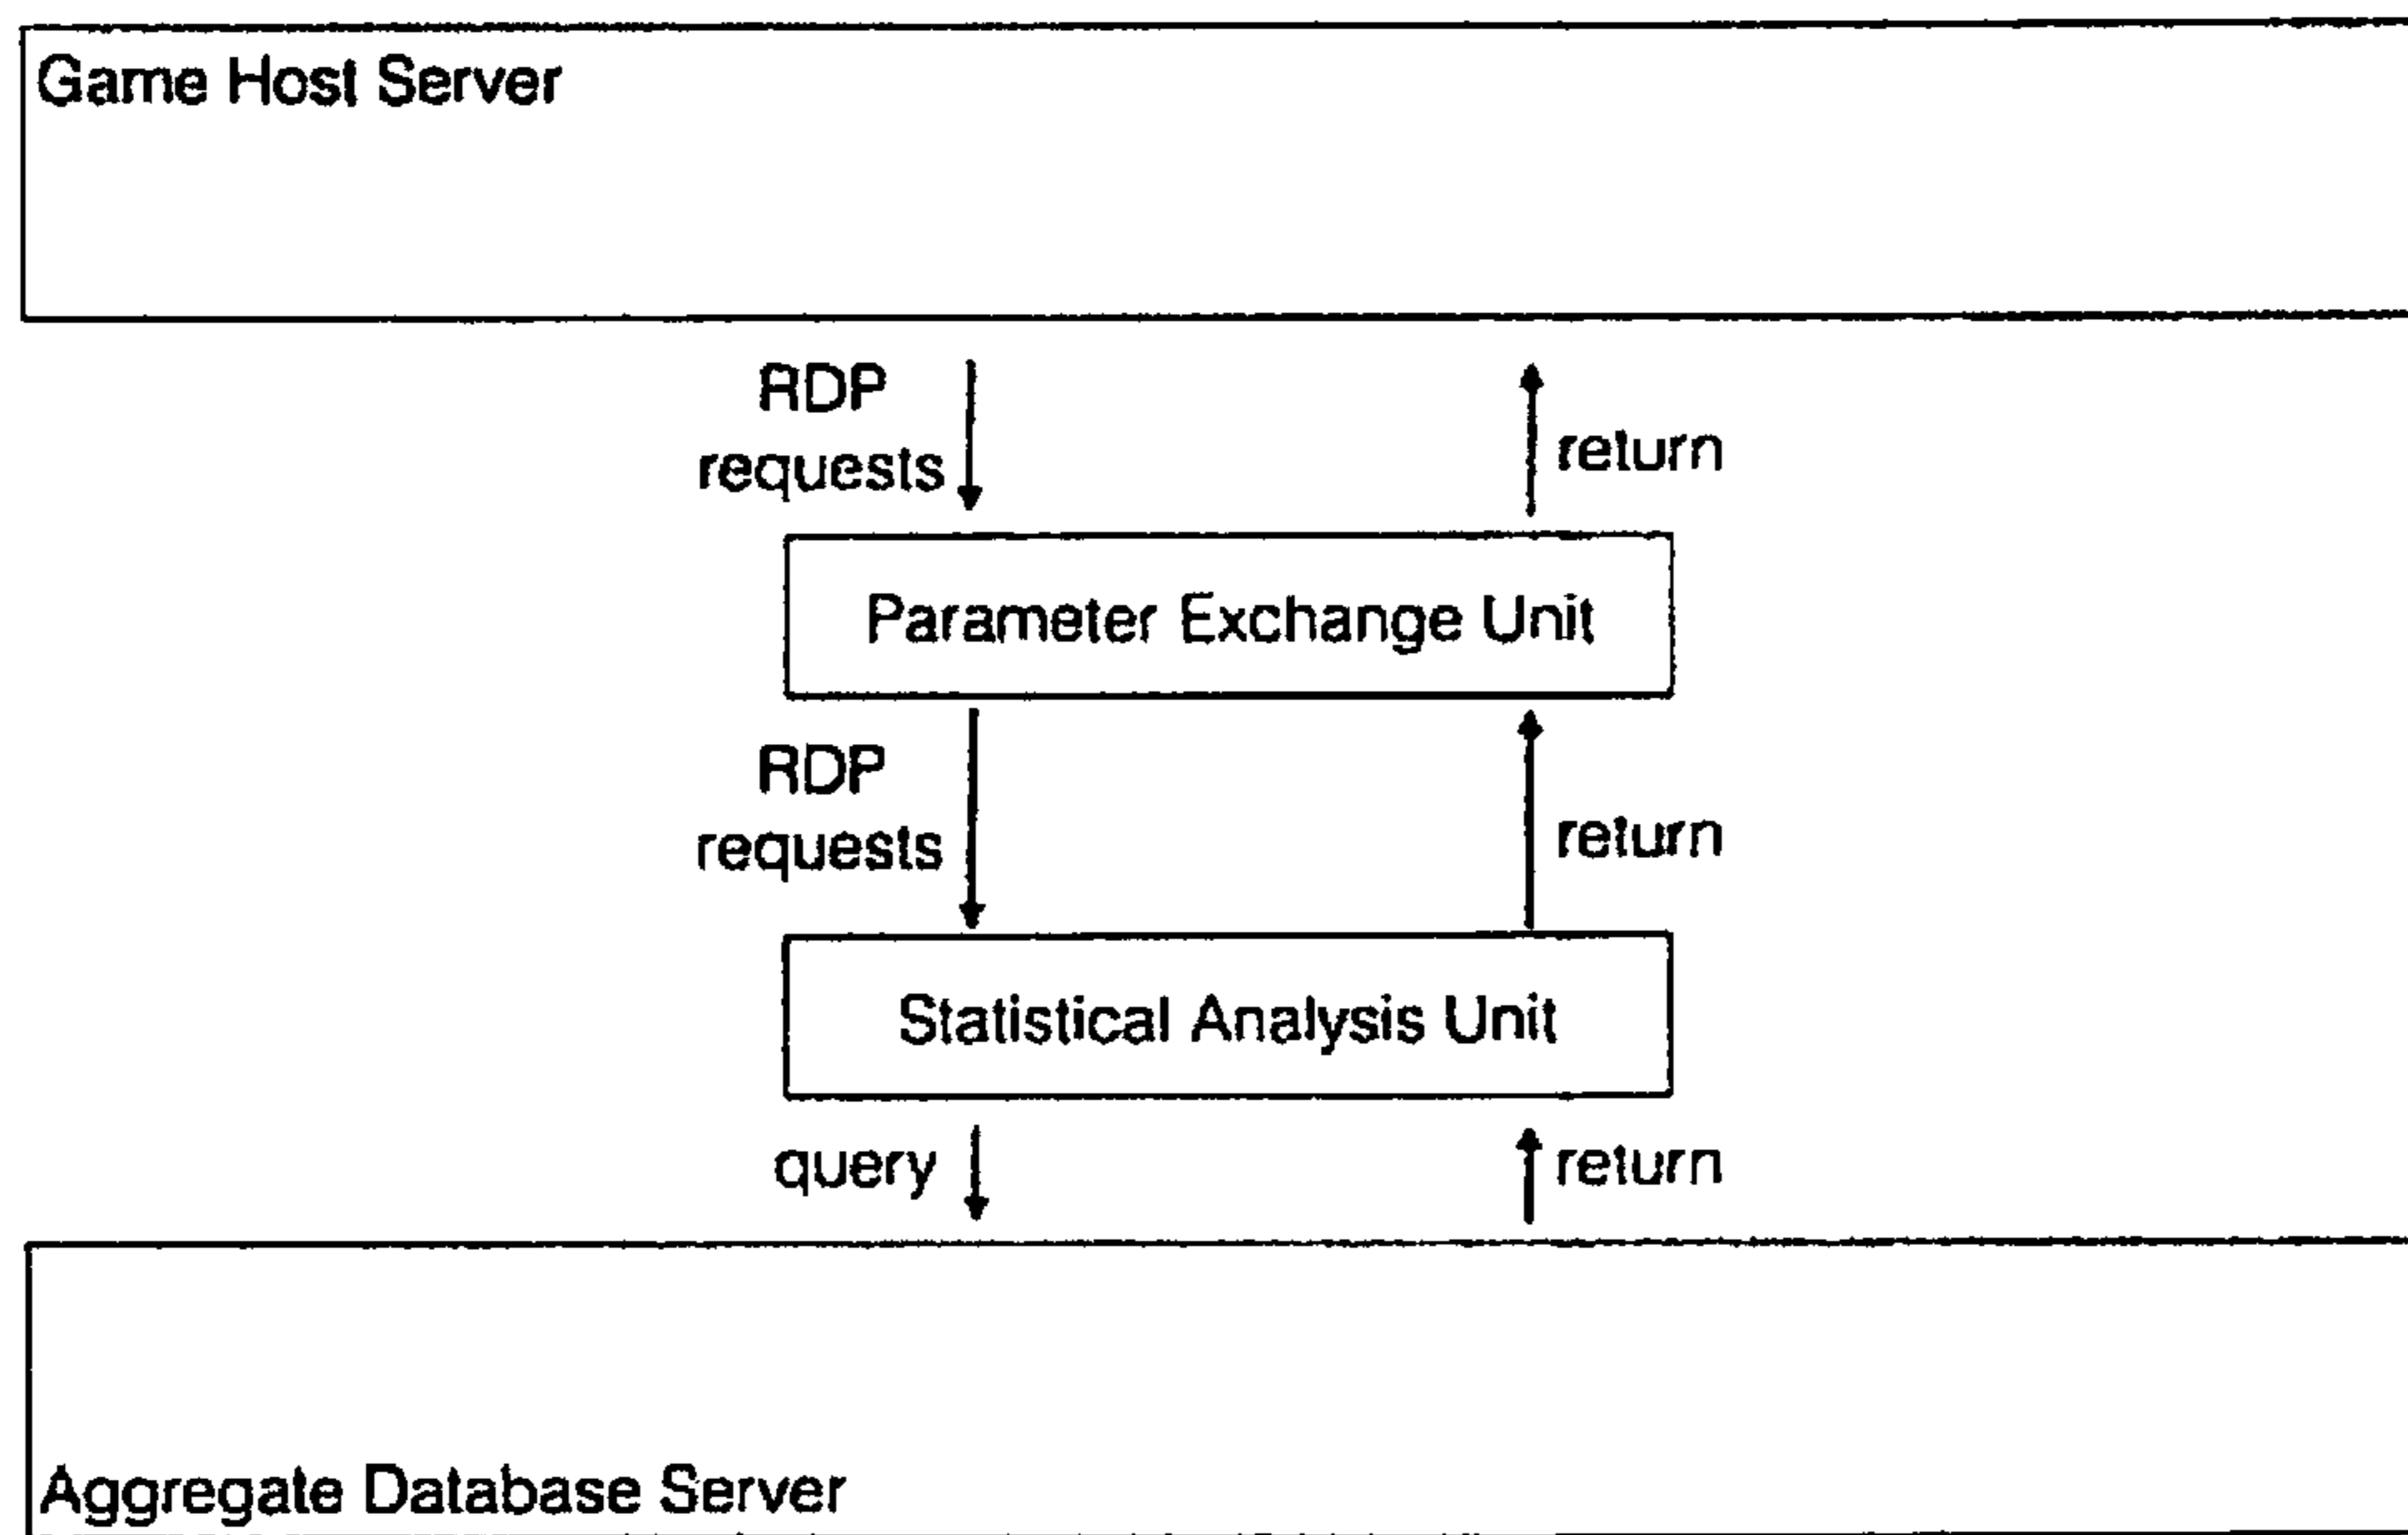 Game Host Server
RDP
requests
return
Parameter Exchange Unit
RDP
requests
return
Statistical Analysis Unit
query
return
Aggregate Database Server